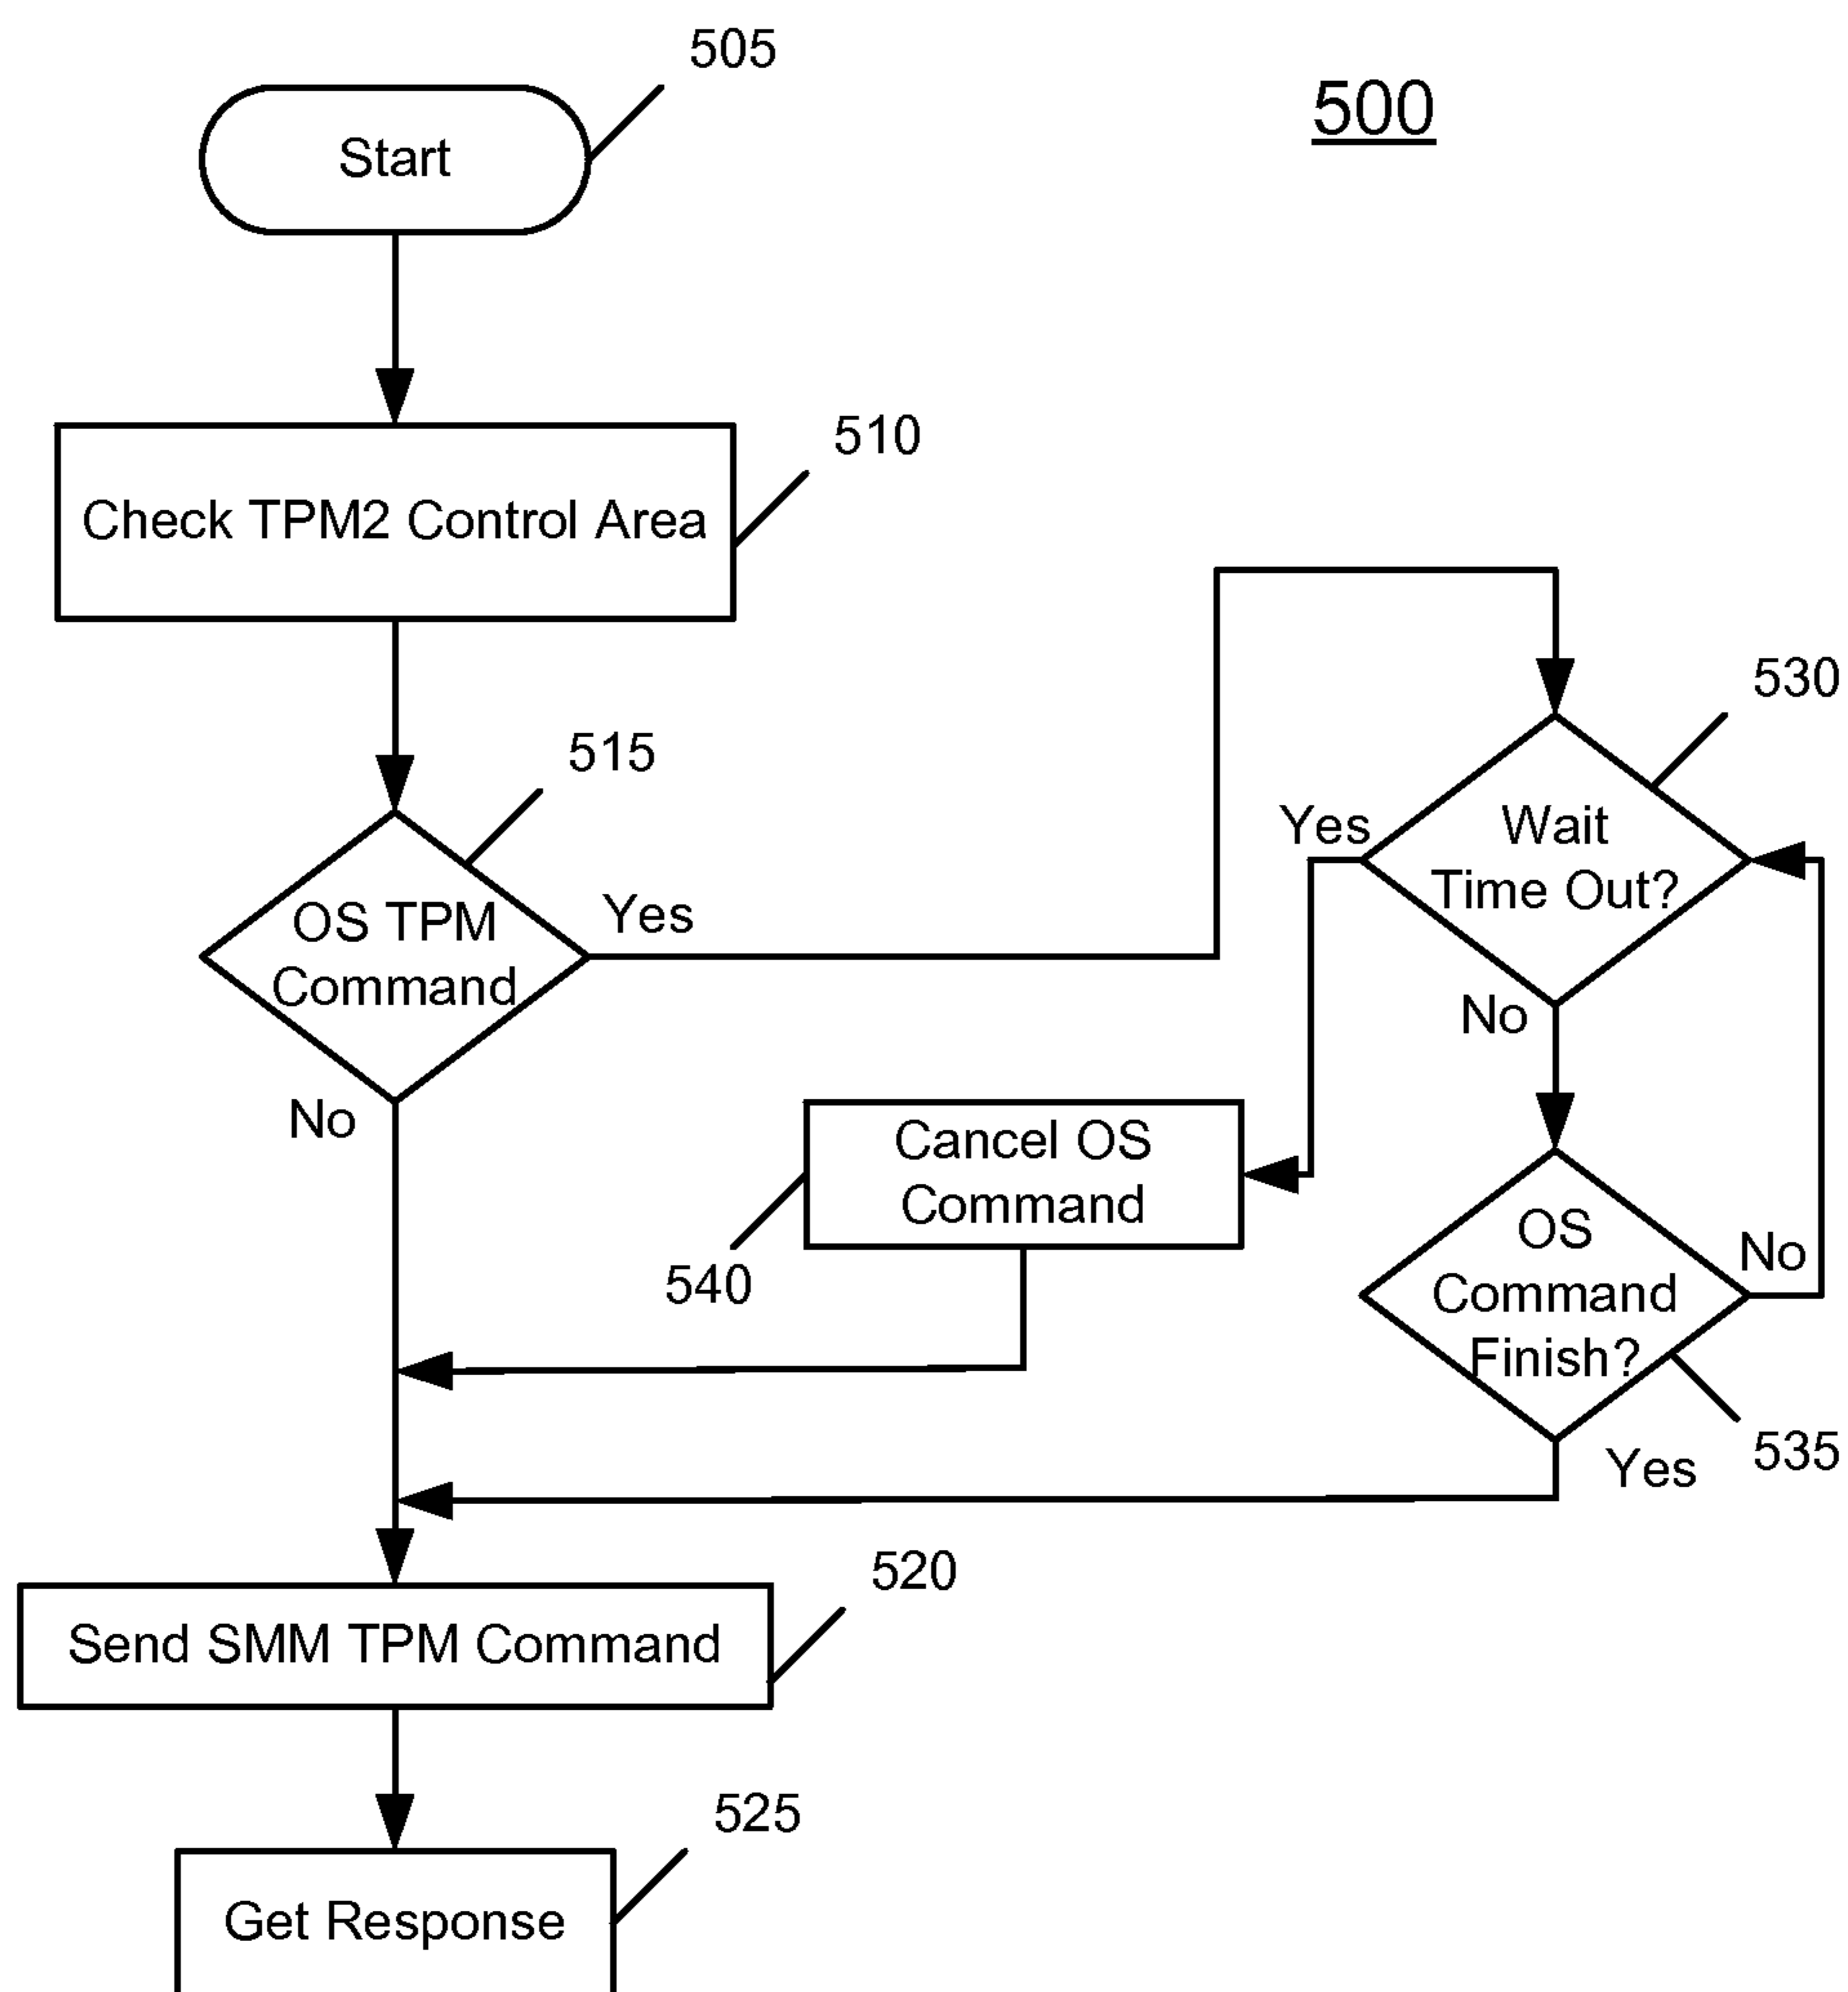 505
500
Start
510
Check TPM2 Control Area
530
515
Yes
Wait
Time Out?
OS TPM
Command
Yes
No
No
Cancel OS
Command
540
OS
Command
Finish?
No
535
Yes
520
Send SMM TPM Command
525
Get Response